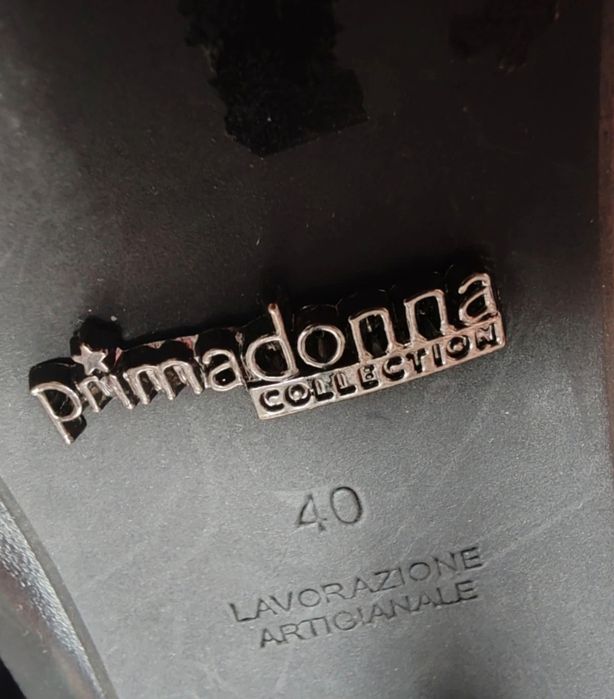 primadonna
COLLECTION
40
LAVORAZIONE
ARTIGIANALE